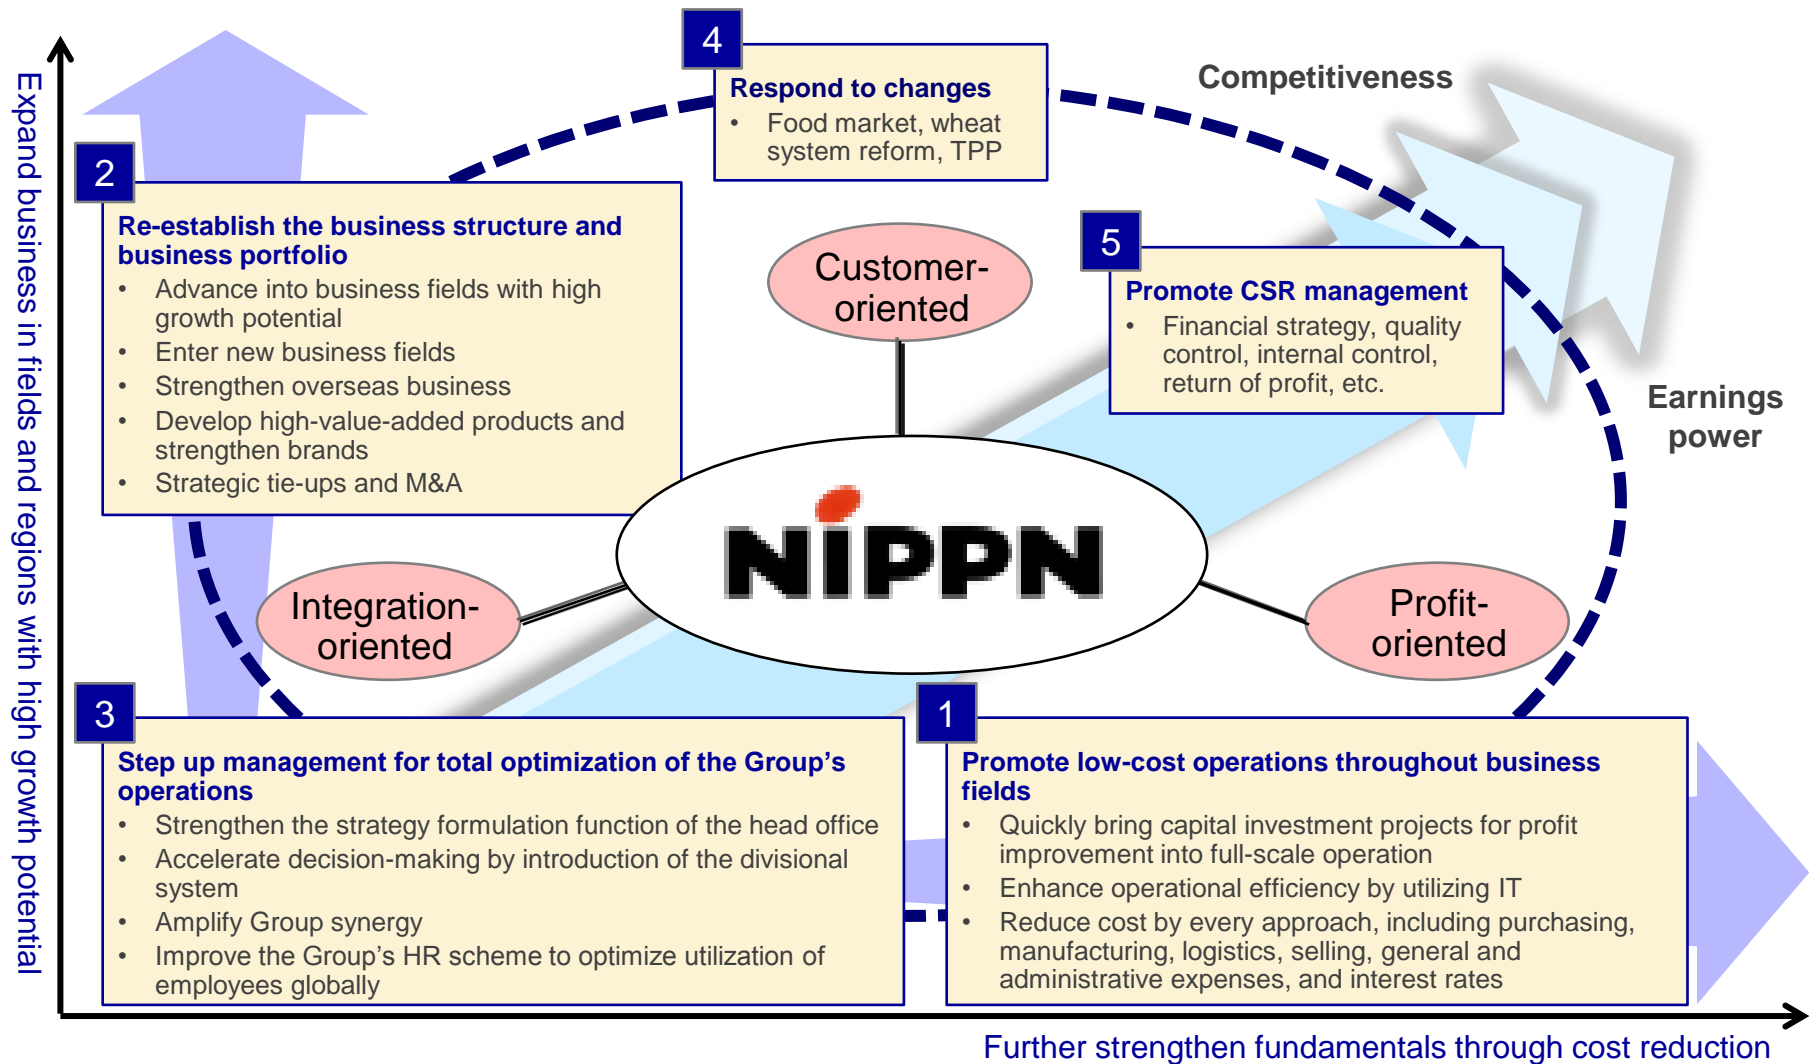 Expand business in fields and regions with high growth potential
4
Respond to changes
• Food market, wheat
system reform, TPP
Competitiveness
2
Re-establish the business structure and
business portfolio
• Advance into business fields with high
growth potential
• Enter new business fields
• Strengthen overseas business
• Develop high-value-added products and
strengthen brands
• Strategic tie-ups and M&A
Customer-
oriented
5
Promote CSR management
• Financial strategy, quality
control, internal control,
return of profit, etc.
Earnings
power
NIPPN
Integration-
oriented
Profit-
oriented
3
Step up management for total optimization of the Group’s
operations
• Strengthen the strategy formulation function of the head office
• Accelerate decision-making by introduction of the divisional
system
• Amplify Group synergy
• Improve the Group’s HR scheme to optimize utilization of
employees globally
1
Promote low-cost operations throughout business
fields
• Quickly bring capital investment projects for profit
improvement into full-scale operation
• Enhance operational efficiency by utilizing IT
• Reduce cost by every approach, including purchasing,
manufacturing, logistics, selling, general and
administrative expenses, and interest rates
Further strengthen fundamentals through cost reduction